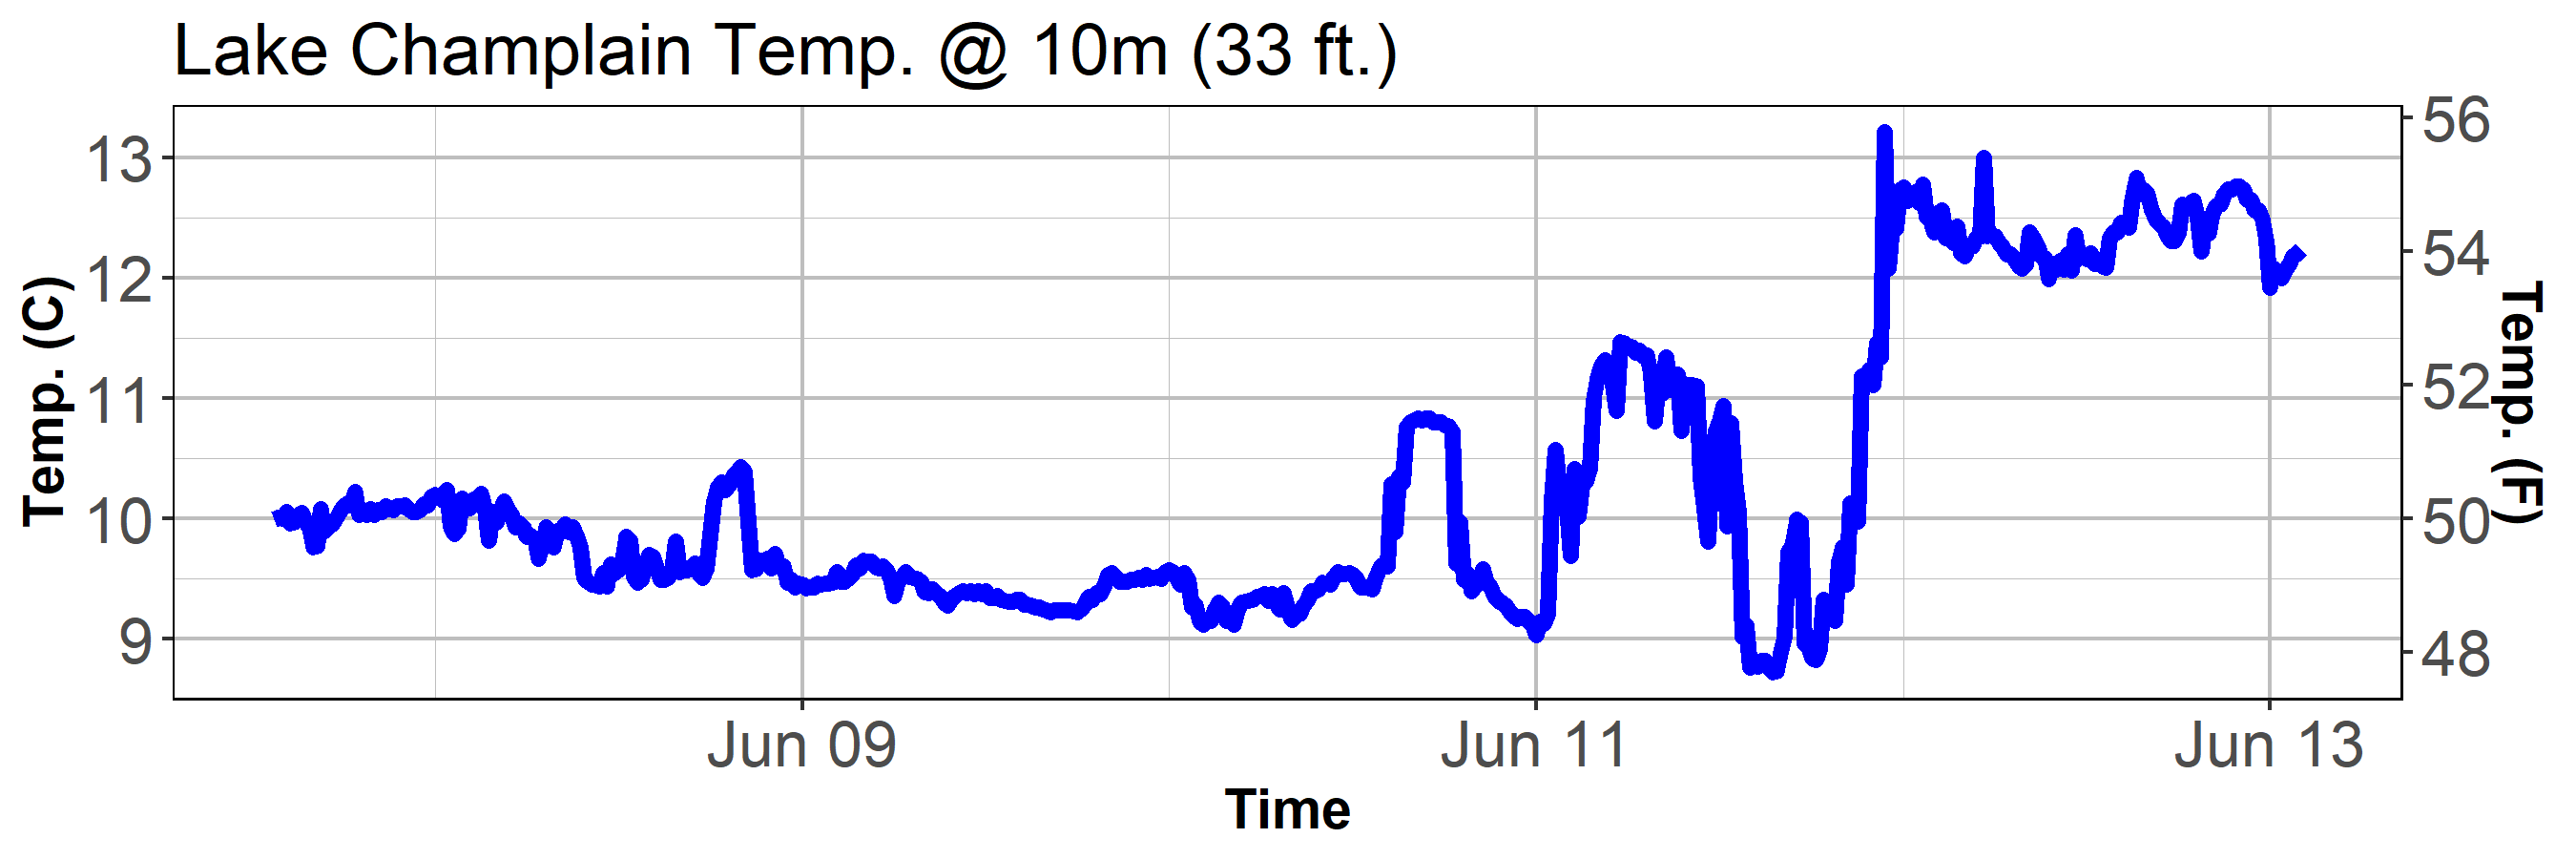 Lake Champlain Temp. @ 10m (33 ft.)
Temp. (C)
13
12
11
10
9
56
54
52
50
48
Temp. (F)
Jun 09 Jun 11 Jun 13
Time